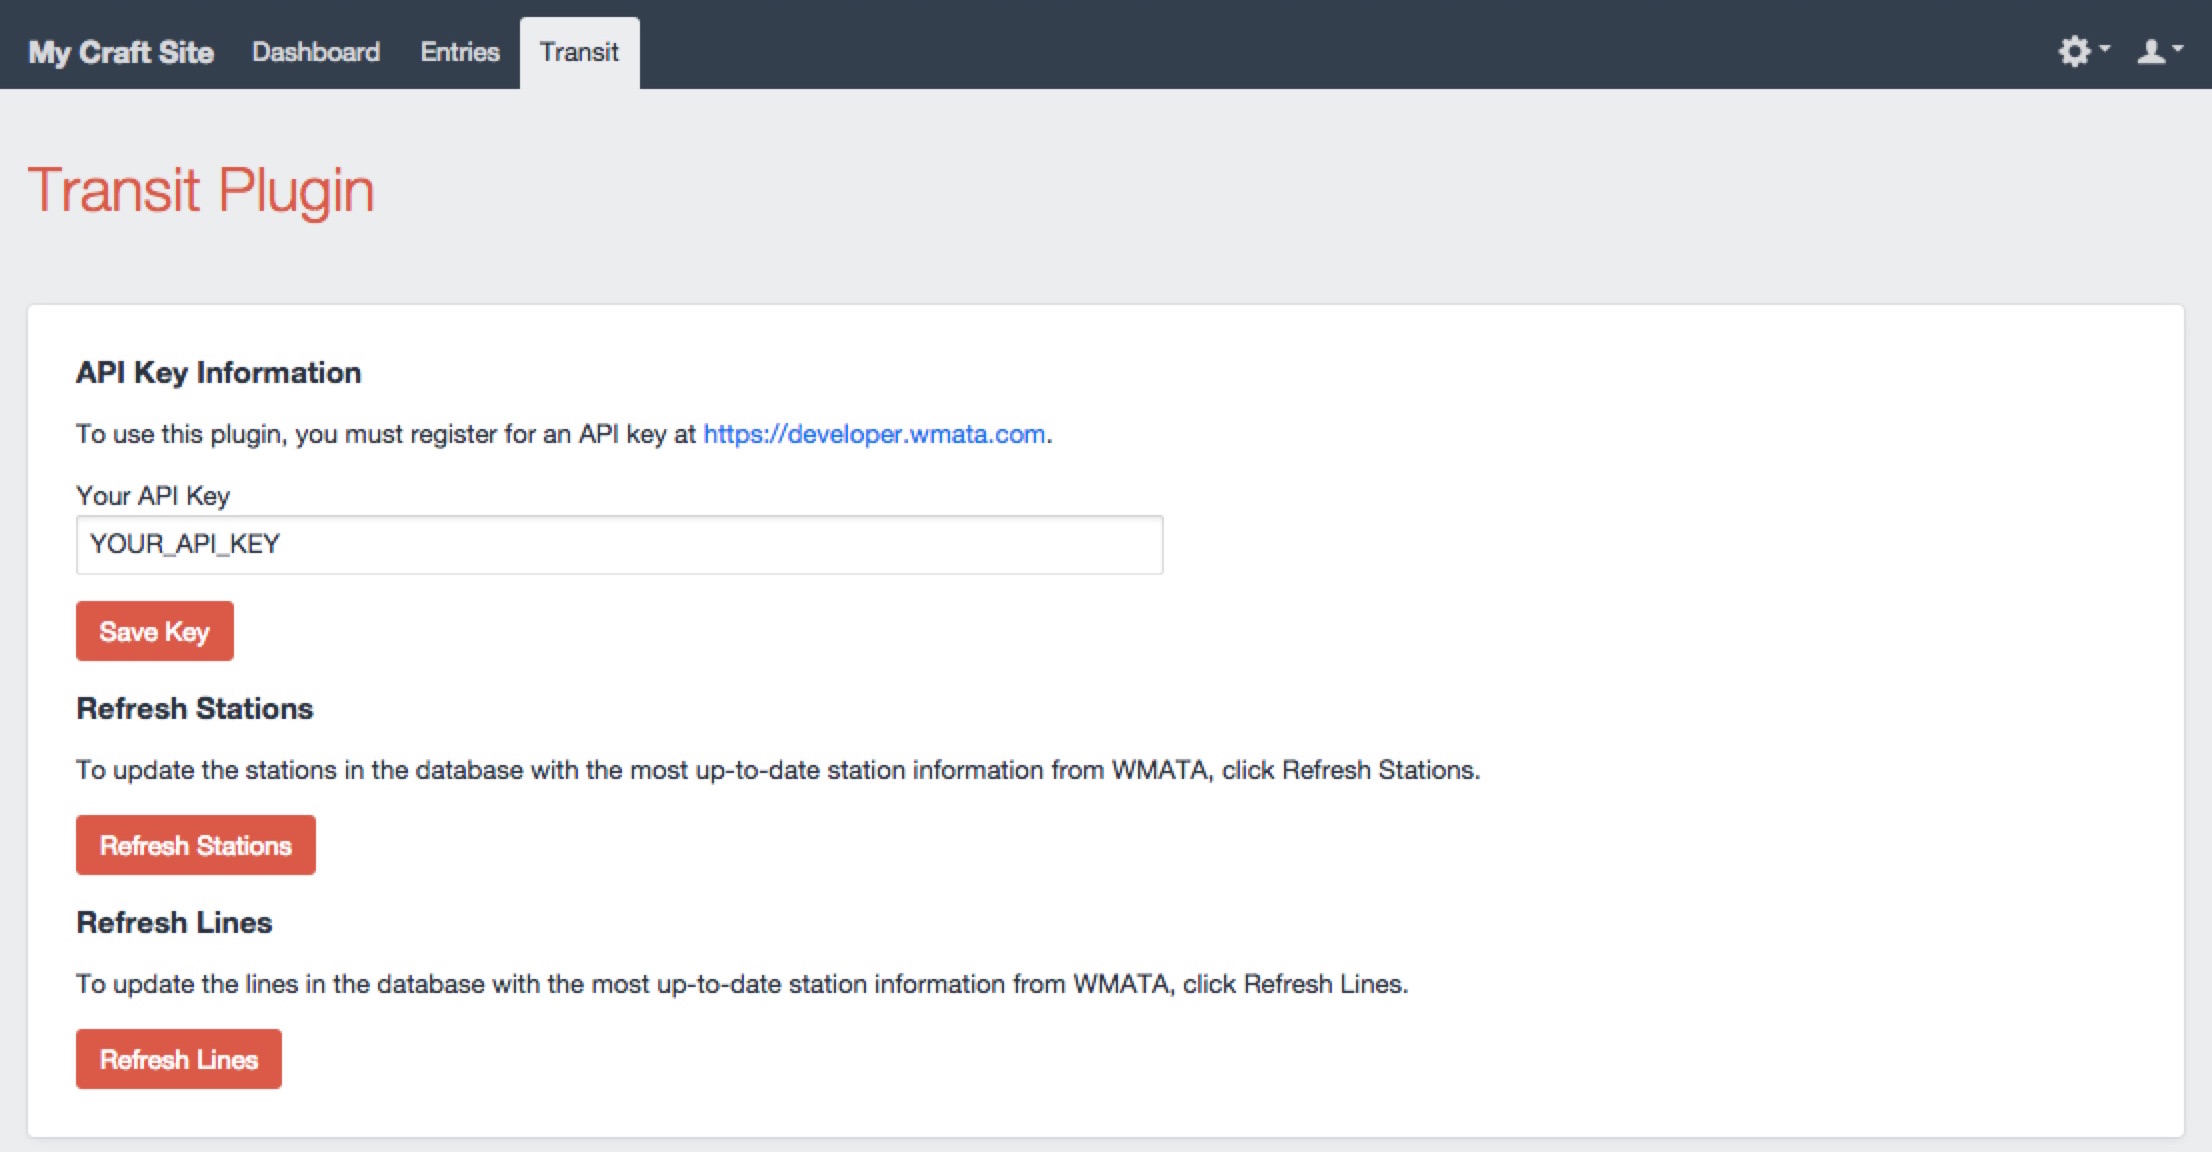 My Craft Site Dashboard Entries Transit
Transit Plugin
API Key Information
To use this plugin, you must register for an API key at https://developer.wmata.com.
Your API Key
YOUR_API_KEY
Save Key
Refresh Stations
To update the stations in the database with the most up-to-date station information from WMATA, click Refresh Stations.
Refresh Stations
Refresh Lines
To update the lines in the database with the most up-to-date station information from WMATA, click Refresh Lines.
Refresh Lines